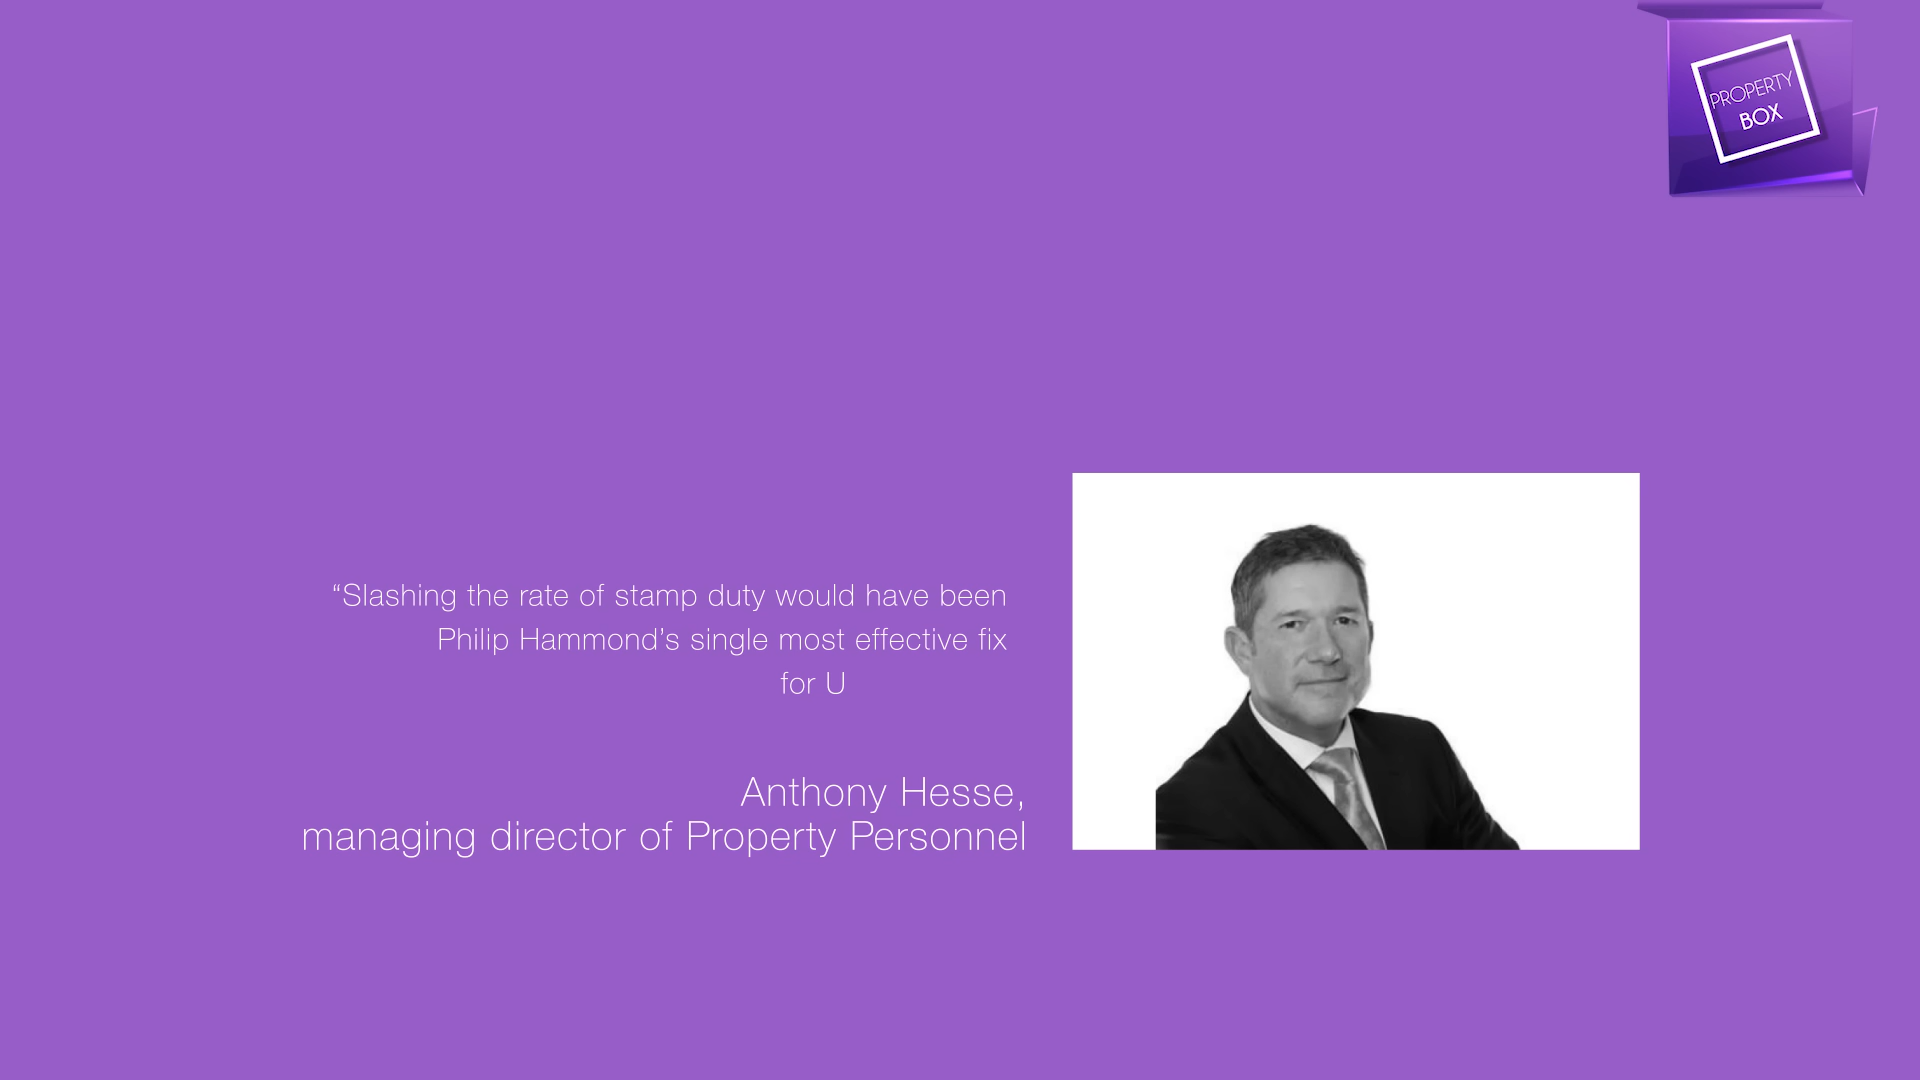 PROPERTY
BOX
“Slashing the rate of stamp duty would have been
Philip Hammond’s single most effective fix
for U
Anthony Hesse,
managing director of Property Personnel